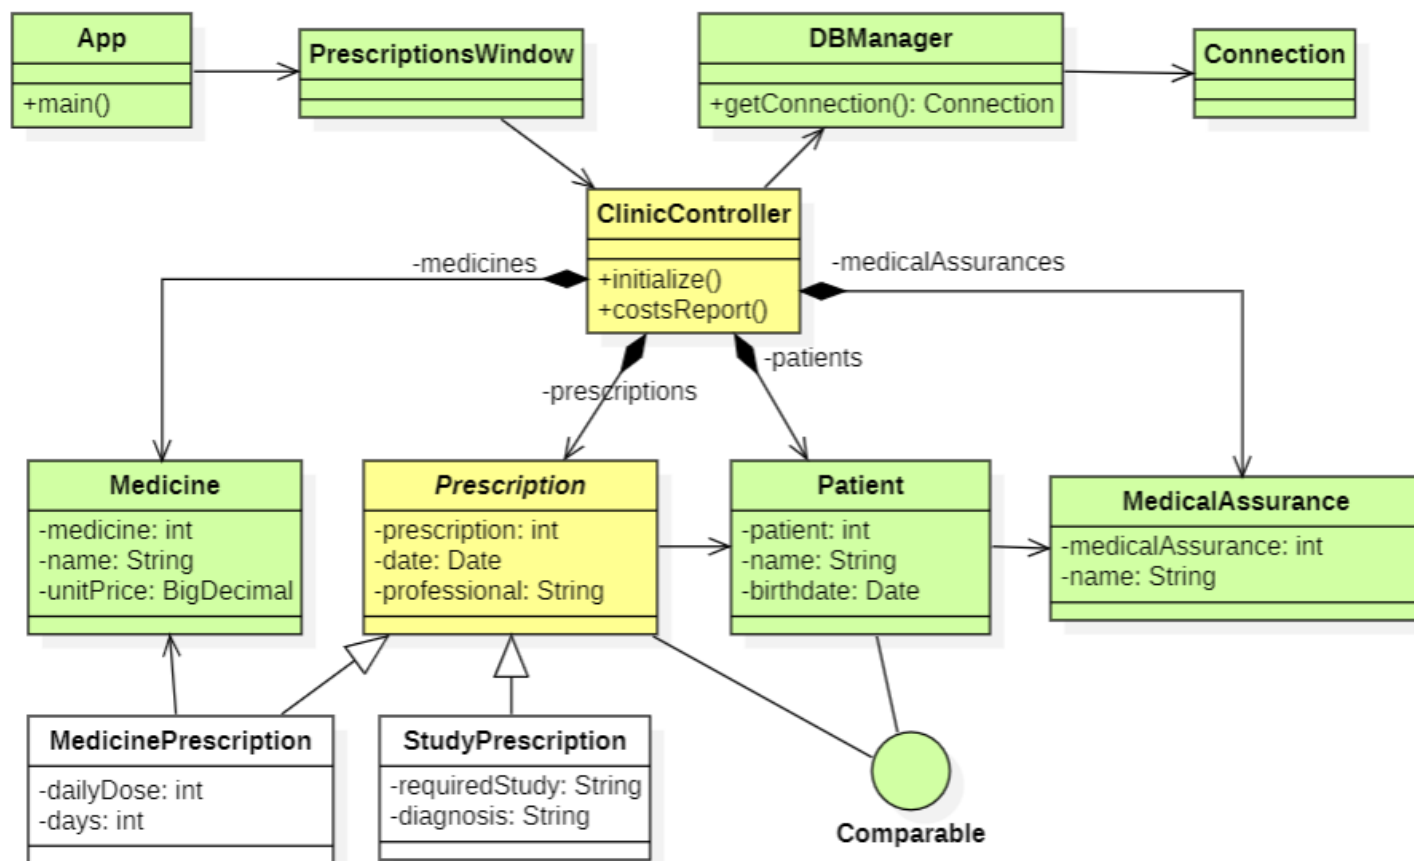 App
+main()
PrescriptionsWindow
DBManager
+getConnection(): Connection
Connection
ClinicController
+initialize()
+costsReport()
-medicines
-medicalAssurances
-prescriptions
-patients
Medicine
-medicine: int
-name: String
-unitPrice: BigDecimal
Prescription
-prescription: int
-date: Date
-professional: String
Patient
-patient: int
-name: String
-birthdate: Date
MedicalAssurance
-medicalAssurance: int
-name: String
MedicinePrescription
-dailyDose: int
-days: int
StudyPrescription
-requiredStudy: String
-diagnosis: String
Comparable